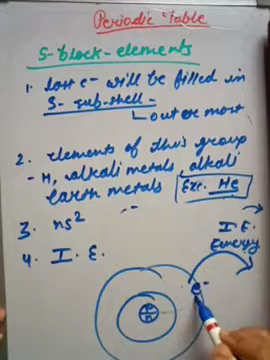 Periodic Table
S-block-elements
1. last e- will be filled in
S-sub-shell-
outer most
2. elements of this group
- H, alkali metals, alkali
earth metals Exc. He
3. ns2
4. I. E.
I. E.
Energy
e-